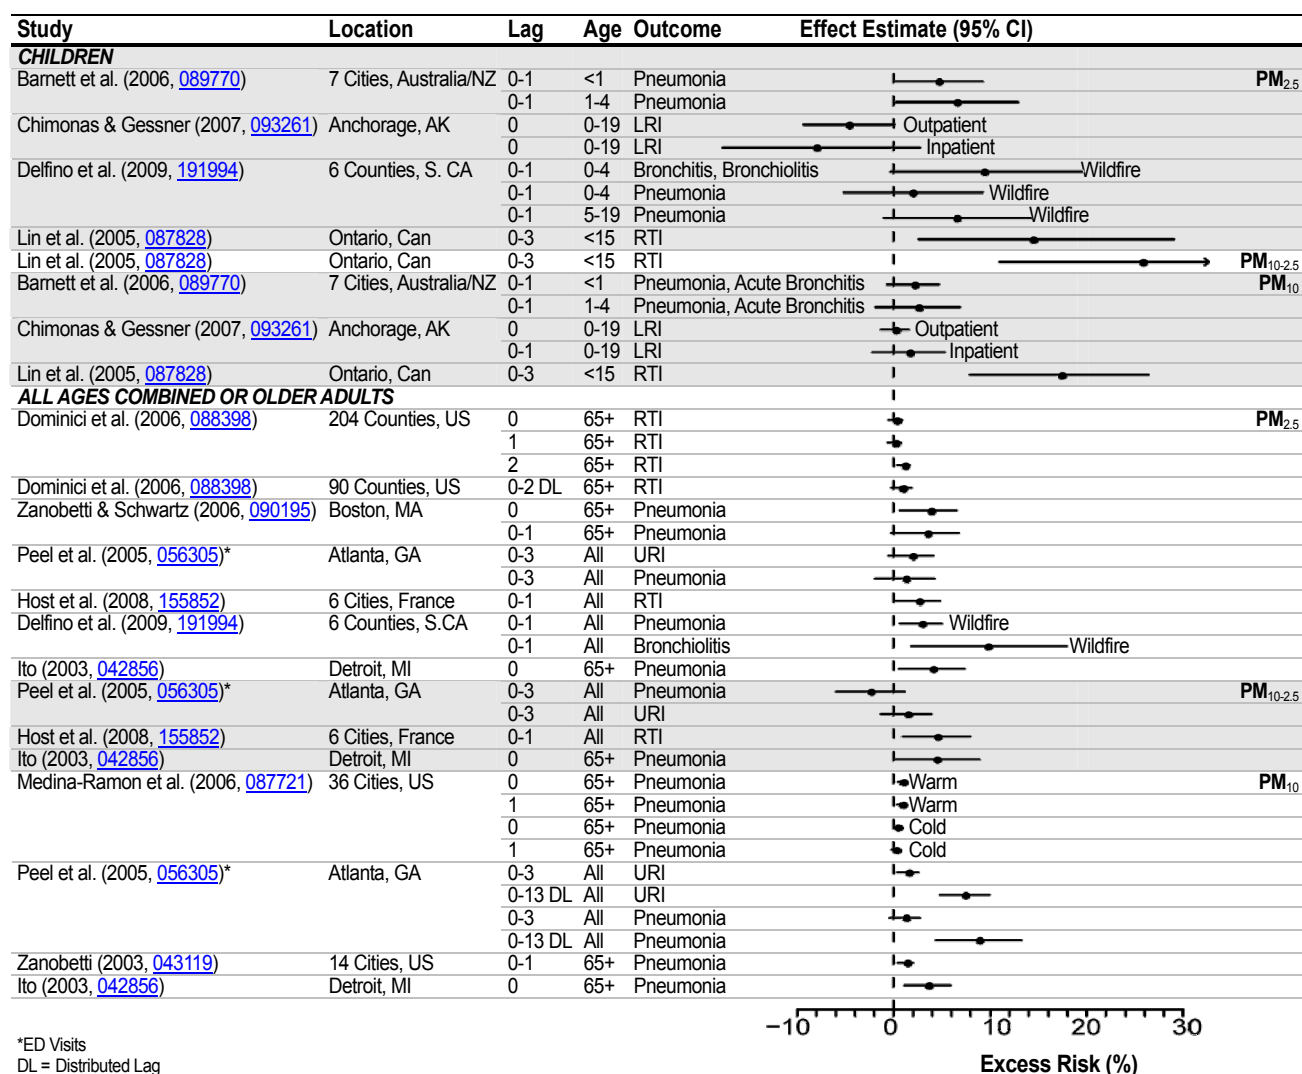 Study Location Lag Age Outcome Effect Estimate (95% CI)
CHILDREN
Barnett et al. (2006, 089770) 7 Cities, Australia/NZ 0-1 <1 Pneumonia PM2.5
0-1 1-4 Pneumonia
Chimonas & Gessner (2007, 093261) Anchorage, AK 0 0-19 LRI Outpatient
0 0-19 LRI Inpatient
Delfino et al. (2009, 191994) 6 Counties, S. CA 0-1 0-4 Bronchitis, Bronchiolitis Wildfire
0-1 0-4 Pneumonia Wildfire
0-1 5-19 Pneumonia Wildfire
Lin et al. (2005, 087828) Ontario, Can 0-3 <15 RTI
Lin et al. (2005, 087828) Ontario, Can 0-3 <15 RTI PM10-2.5
Barnett et al. (2006, 089770) 7 Cities, Australia/NZ 0-1 <1 Pneumonia, Acute Bronchitis PM10
0-1 1-4 Pneumonia, Acute Bronchitis
Chimonas & Gessner (2007, 093261) Anchorage, AK 0 0-19 LRI Outpatient
0-1 0-19 LRI Inpatient
Lin et al. (2005, 087828) Ontario, Can 0-3 <15 RTI
ALL AGES COMBINED OR OLDER ADULTS
Dominici et al. (2006, 088398) 204 Counties, US 0 65+ RTI PM2.5
1 65+ RTI
2 65+ RTI
Dominici et al. (2006, 088398) 90 Counties, US 0-2 DL 65+ RTI
Zanobetti & Schwartz (2006, 090195) Boston, MA 0 65+ Pneumonia
0-1 65+ Pneumonia
Peel et al. (2005, 056305)* Atlanta, GA 0-3 All URI
0-3 All Pneumonia
Host et al. (2008, 155852) 6 Cities, France 0-1 All RTI
Delfino et al. (2009, 191994) 6 Counties, S.CA 0-1 All Pneumonia Wildfire
0-1 All Bronchiolitis Wildfire
Ito (2003, 042856) Detroit, MI 0 65+ Pneumonia
Peel et al. (2005, 056305)* Atlanta, GA 0-3 All Pneumonia PM10-2.5
0-3 All URI
Host et al. (2008, 155852) 6 Cities, France 0-1 All RTI
Ito (2003, 042856) Detroit, MI 0 65+ Pneumonia
Medina-Ramon et al. (2006, 087721) 36 Cities, US 0 65+ Pneumonia Warm PM10
1 65+ Pneumonia Warm
0 65+ Pneumonia Cold
1 65+ Pneumonia Cold
Peel et al. (2005, 056305)* Atlanta, GA 0-3 All URI
0-13 DL All URI
0-3 All Pneumonia
0-13 DL All Pneumonia
Zanobetti (2003, 043119) 14 Cities, US 0-1 65+ Pneumonia
Ito (2003, 042856) Detroit, MI 0 65+ Pneumonia
−10 0 10 20 30
*ED Visits
DL = Distributed Lag Excess Risk (%)